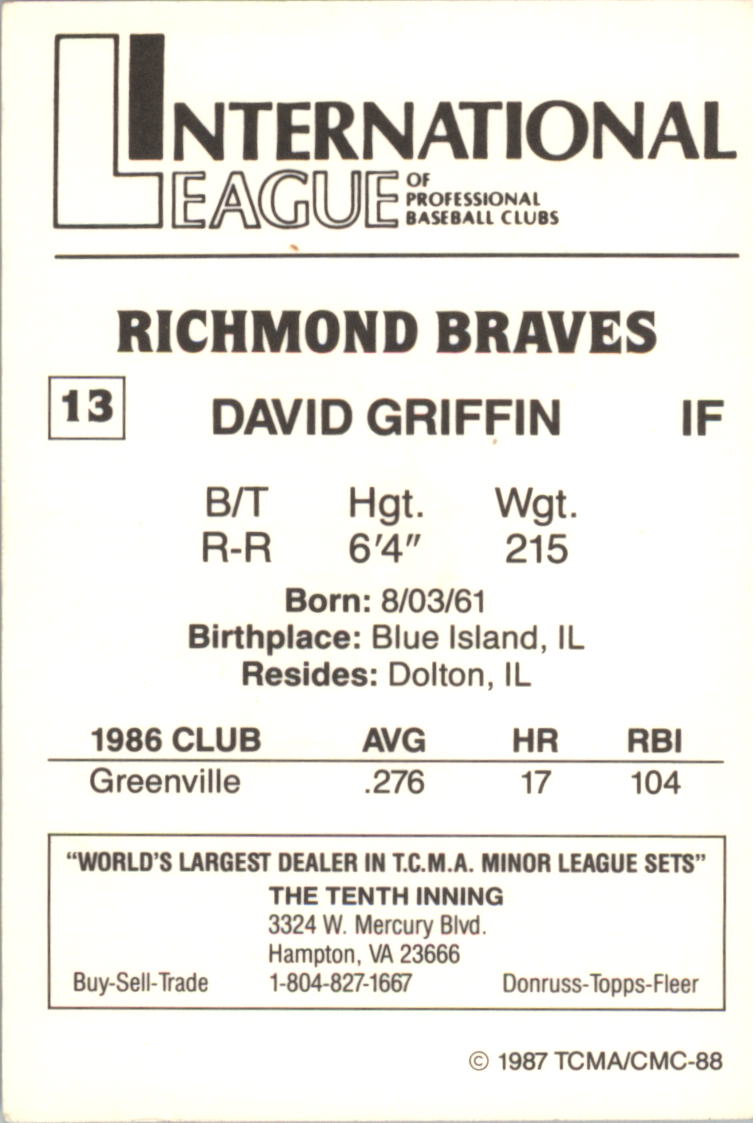 INTERNATIONAL
LEAGUE OF
PROFESSIONAL
BASEBALL CLUBS
RICHMOND BRAVES
13 DAVID GRIFFIN IF
B/T Hgt. Wgt.
R-R 6'4" 215
Born: 8/03/61
Birthplace: Blue Island, IL
Resides: Dolton, IL
1986 CLUB AVG HR RBI
Greenville .276 17 104
"WORLD'S LARGEST DEALER IN T.C.M.A. MINOR LEAGUE SETS"
THE TENTH INNING
3324 W. Mercury Blvd.
Hampton, VA 23666
Buy-Sell-Trade 1-804-827-1667 Donruss-Topps-Fleer
© 1987 TCMA/CMC-88